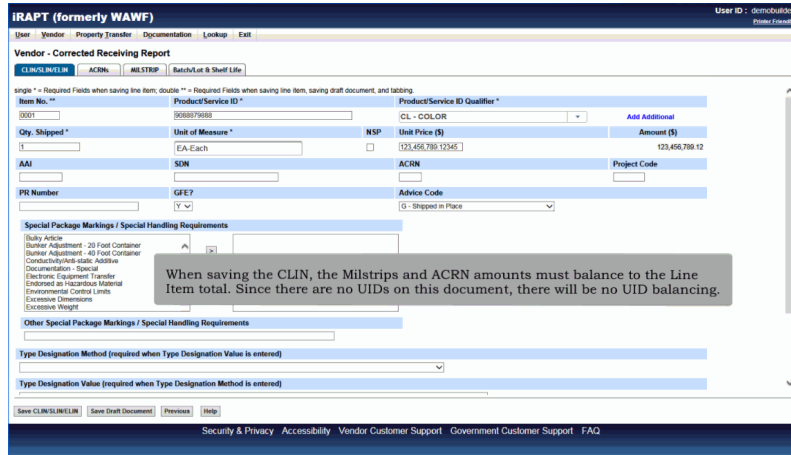 iRAPT (formerly WAWF)
User ID : demobuilde
Printer Friendl
User Vendor Property Transfer Documentation Lookup Exit
Vendor - Corrected Receiving Report
CLIN/SLIN/ELIN ACRNs MILSTRIP Batch/Lot & Shelf Life
single * = Required Fields when saving line item; double ** = Required Fields when saving line item, saving draft document, and tabbing.
Item No. ** Product/Service ID * Product/Service ID Qualifier *
0001 9088879888 CL - COLOR Add Additional
Qty. Shipped * Unit of Measure * NSP Unit Price ($) Amount ($)
1 EA-Each 123,456,789.12345 123,456,789.12
AAI SDN ACRN Project Code
PR Number GFE? Advice Code
Y G - Shipped in Place
Special Package Markings / Special Handling Requirements
Bulky Article
Bunker Adjustment - 20 Foot Container
Bunker Adjustment - 40 Foot Container
Conductivity/Anti-static Additive
Documentation - Special
Electronic Equipment Transfer
Endorsed as Hazardous Material
Environmental Control Limits
Excessive Dimensions
Excessive Weight
>
When saving the CLIN, the Milstrips and ACRN amounts must balance to the Line
Item total. Since there are no UIDs on this document, there will be no UID balancing.
Other Special Package Markings / Special Handling Requirements
Type Designation Method (required when Type Designation Value is entered)
Type Designation Value (required when Type Designation Method is entered)
Save CLIN/SLIN/ELIN Save Draft Document Previous Help
Security & Privacy Accessibility Vendor Customer Support Government Customer Support FAQ